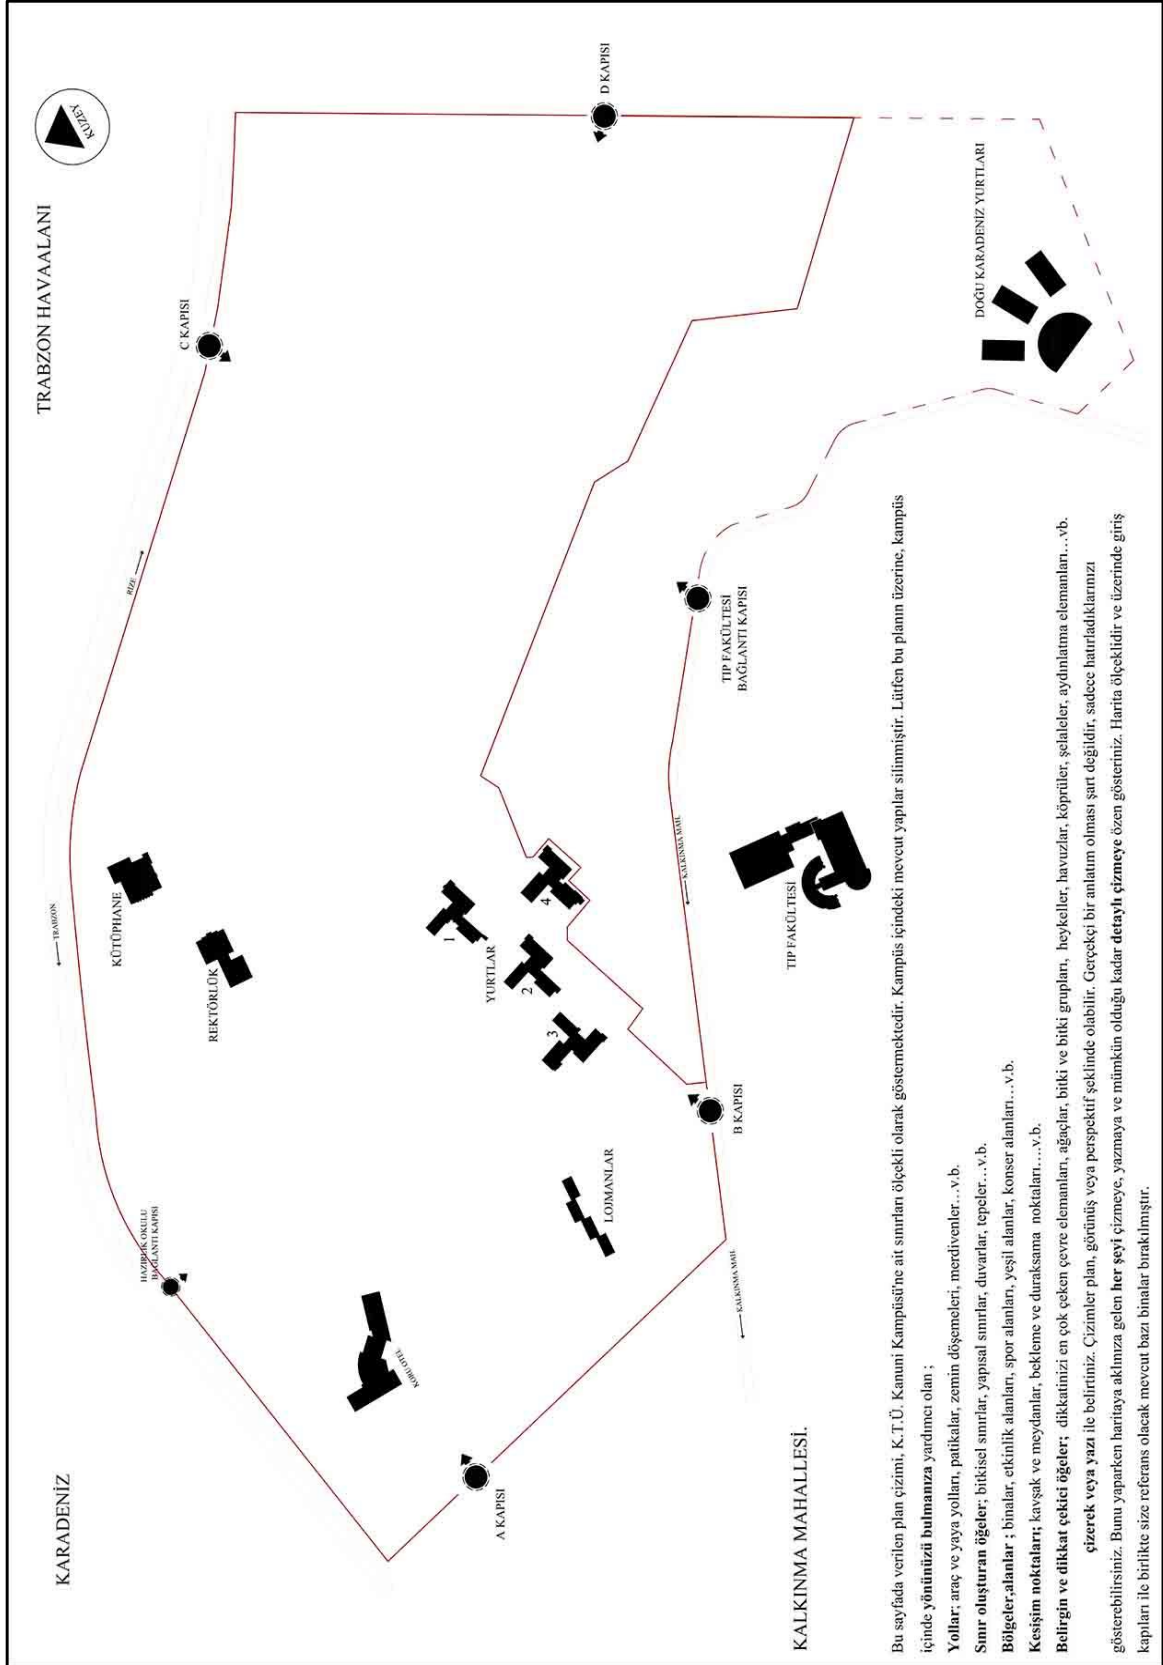 KARADENİZ
TRABZON HAVAALANI
KUZEY
TRABZON
RİZE
HAZIRLIK OKULU
BAĞLANTI KAPISI
KÜTÜPHANE
REKTÖRLÜK
C KAPISI
D KAPISI
KORU OTEL
A KAPISI
LOJMANLAR
YURTLAR
1
2
3
4
B KAPISI
KALKINMA MAH.
KALKINMA MAH.
TIP FAKÜLTESİ
BAĞLANTI KAPISI
TIP FAKÜLTESİ
DOĞU KARADENİZ YURTLARI
KALKINMA MAHALLESİ.
Bu sayfada verilen plan çizimi, K.T.Ü. Kanuni Kampüsü'ne ait sınırları ölçekli olarak göstermektedir. Kampüs içindeki mevcut yapılar silinmiştir. Lütfen bu planın üzerine, kampüs
içinde yönünüzü bulmanıza yardımcı olan ;
Yollar; araç ve yaya yolları, patikalar, zemin döşemeleri, merdivenler…v.b.
Sınır oluşturan öğeler; bitkisel sınırlar, yapısal sınırlar, duvarlar, tepeler…v.b.
Bölgeler,alanlar ; binalar, etkinlik alanları, spor alanları, yeşil alanlar, konser alanları…v.b.
Kesişim noktaları; kavşak ve meydanlar, bekleme ve duraksama noktaları….v.b.
Belirgin ve dikkat çekici öğeler; dikkatinizi en çok çeken çevre elemanları, ağaçlar, bitki ve bitki grupları, heykeller, havuzlar, köprüler, şelaleler, aydınlatma elemanları…vb.
çizerek veya yazı ile belirtiniz. Çizimler plan, görünüş veya perspektif şeklinde olabilir. Gerçekçi bir anlatım olması şart değildir, sadece hatırladıklarınızı
gösterebilirsiniz. Bunu yaparken haritaya aklınıza gelen her şeyi çizmeye, yazmaya ve mümkün olduğu kadar detaylı çizmeye özen gösteriniz. Harita ölçeklidir ve üzerinde giriş
kapıları ile birlikte size referans olacak mevcut bazı binalar bırakılmıştır.